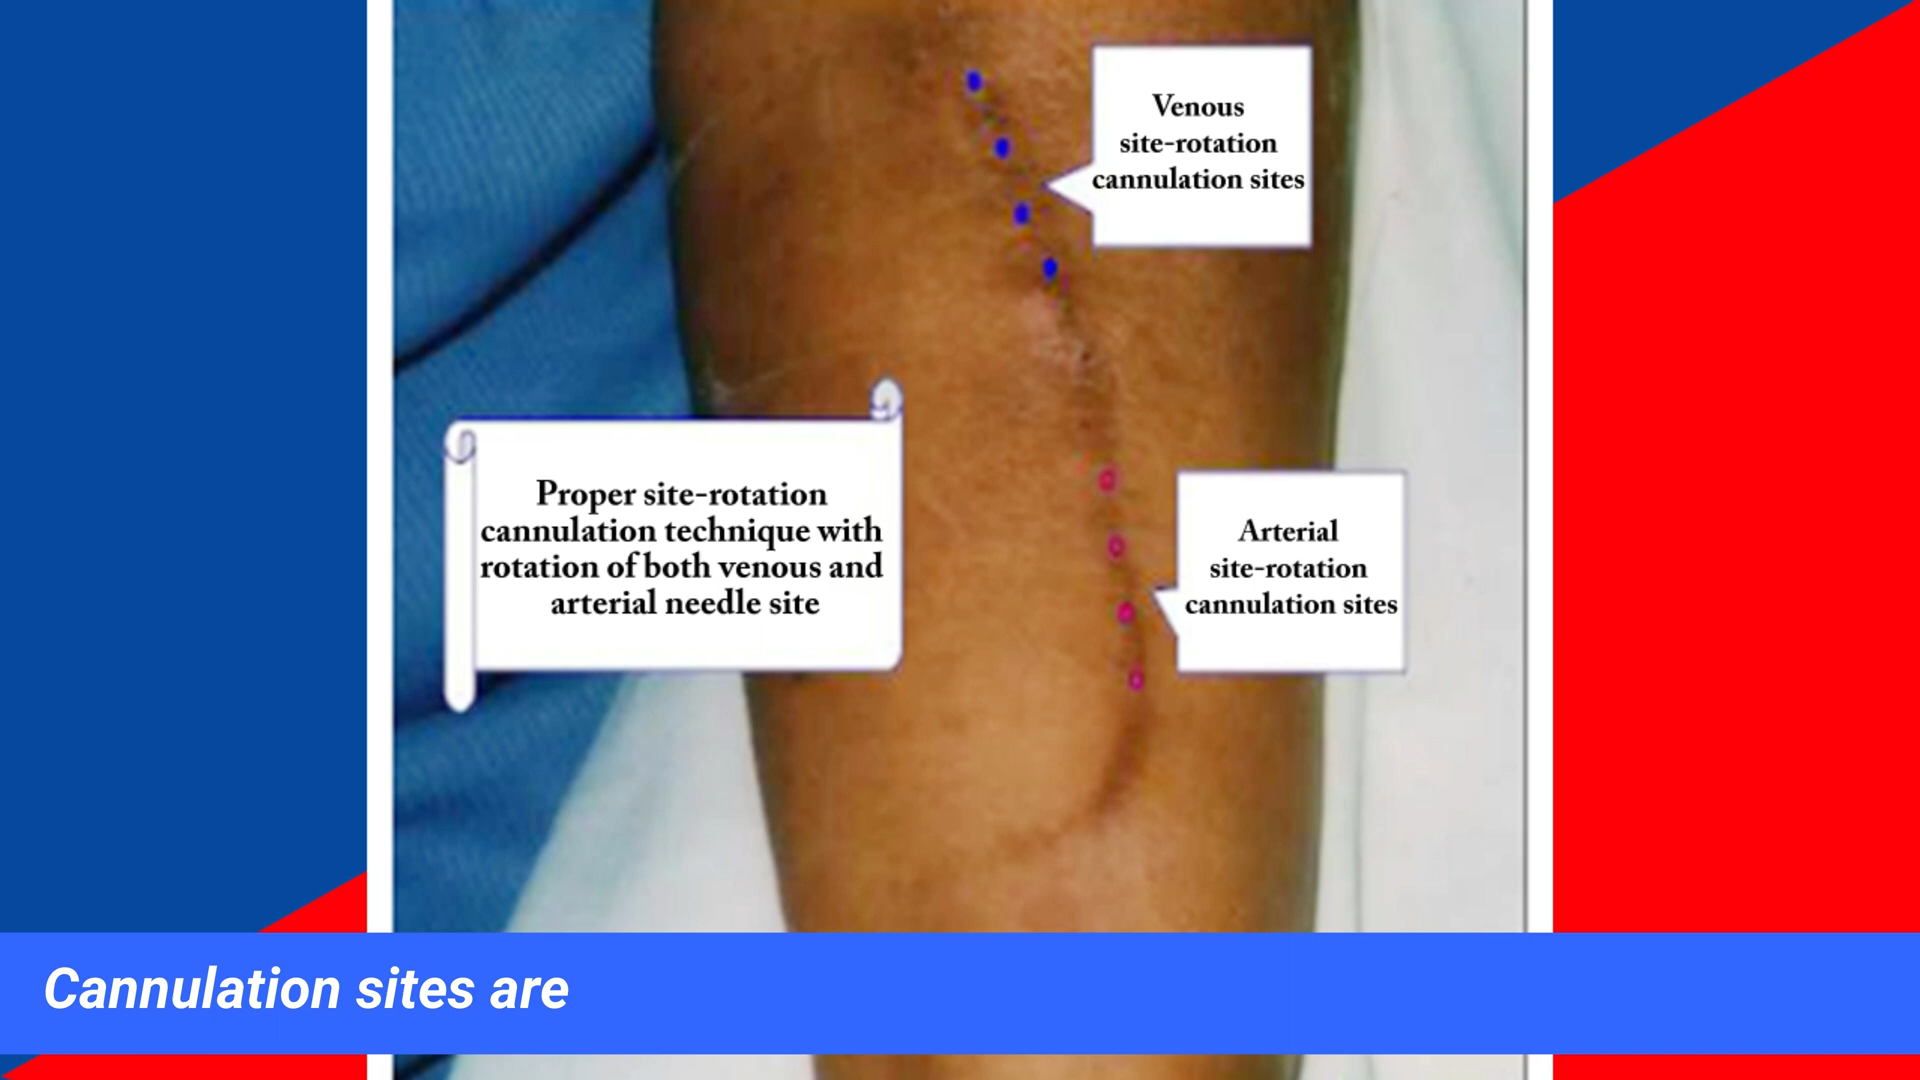 Venous
site-rotation
cannulation sites
Proper site-rotation
cannulation technique with
rotation of both venous and
arterial needle site
Arterial
site-rotation
cannulation sites
Cannulation sites are